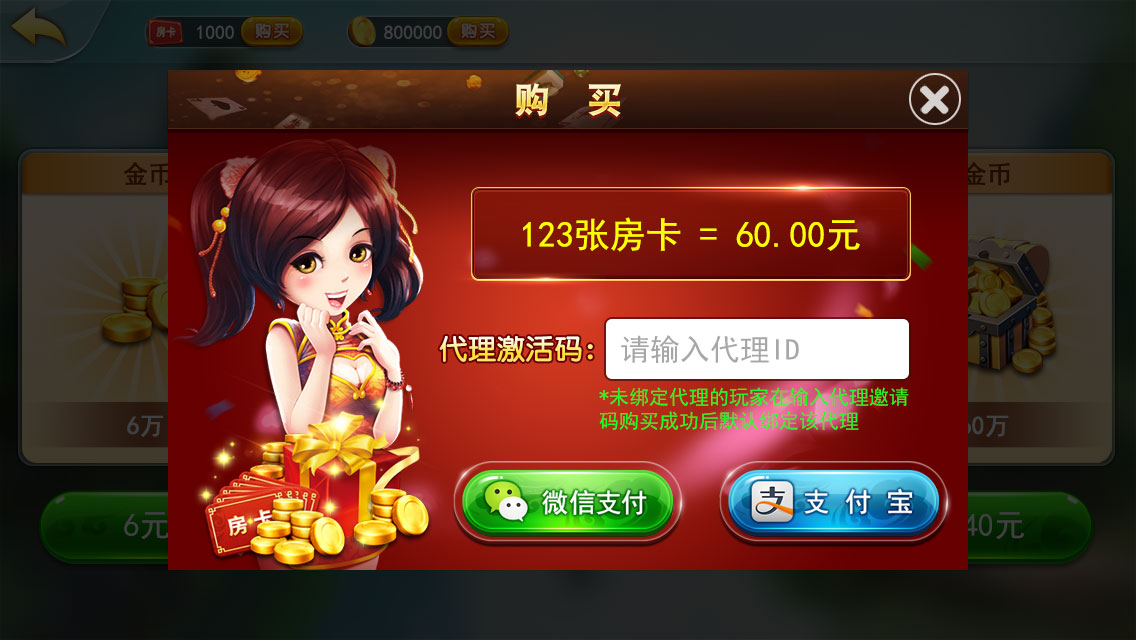 房卡 1000 购买 800000 购买
购 买
金币
金币
123张房卡 = 60.00元
代理激活码:
请输入代理ID
*未绑定代理的玩家在输入代理邀请
码购买成功后默认绑定该代理
6万
0万
房卡
微信支付
支 付 宝
6元
40元